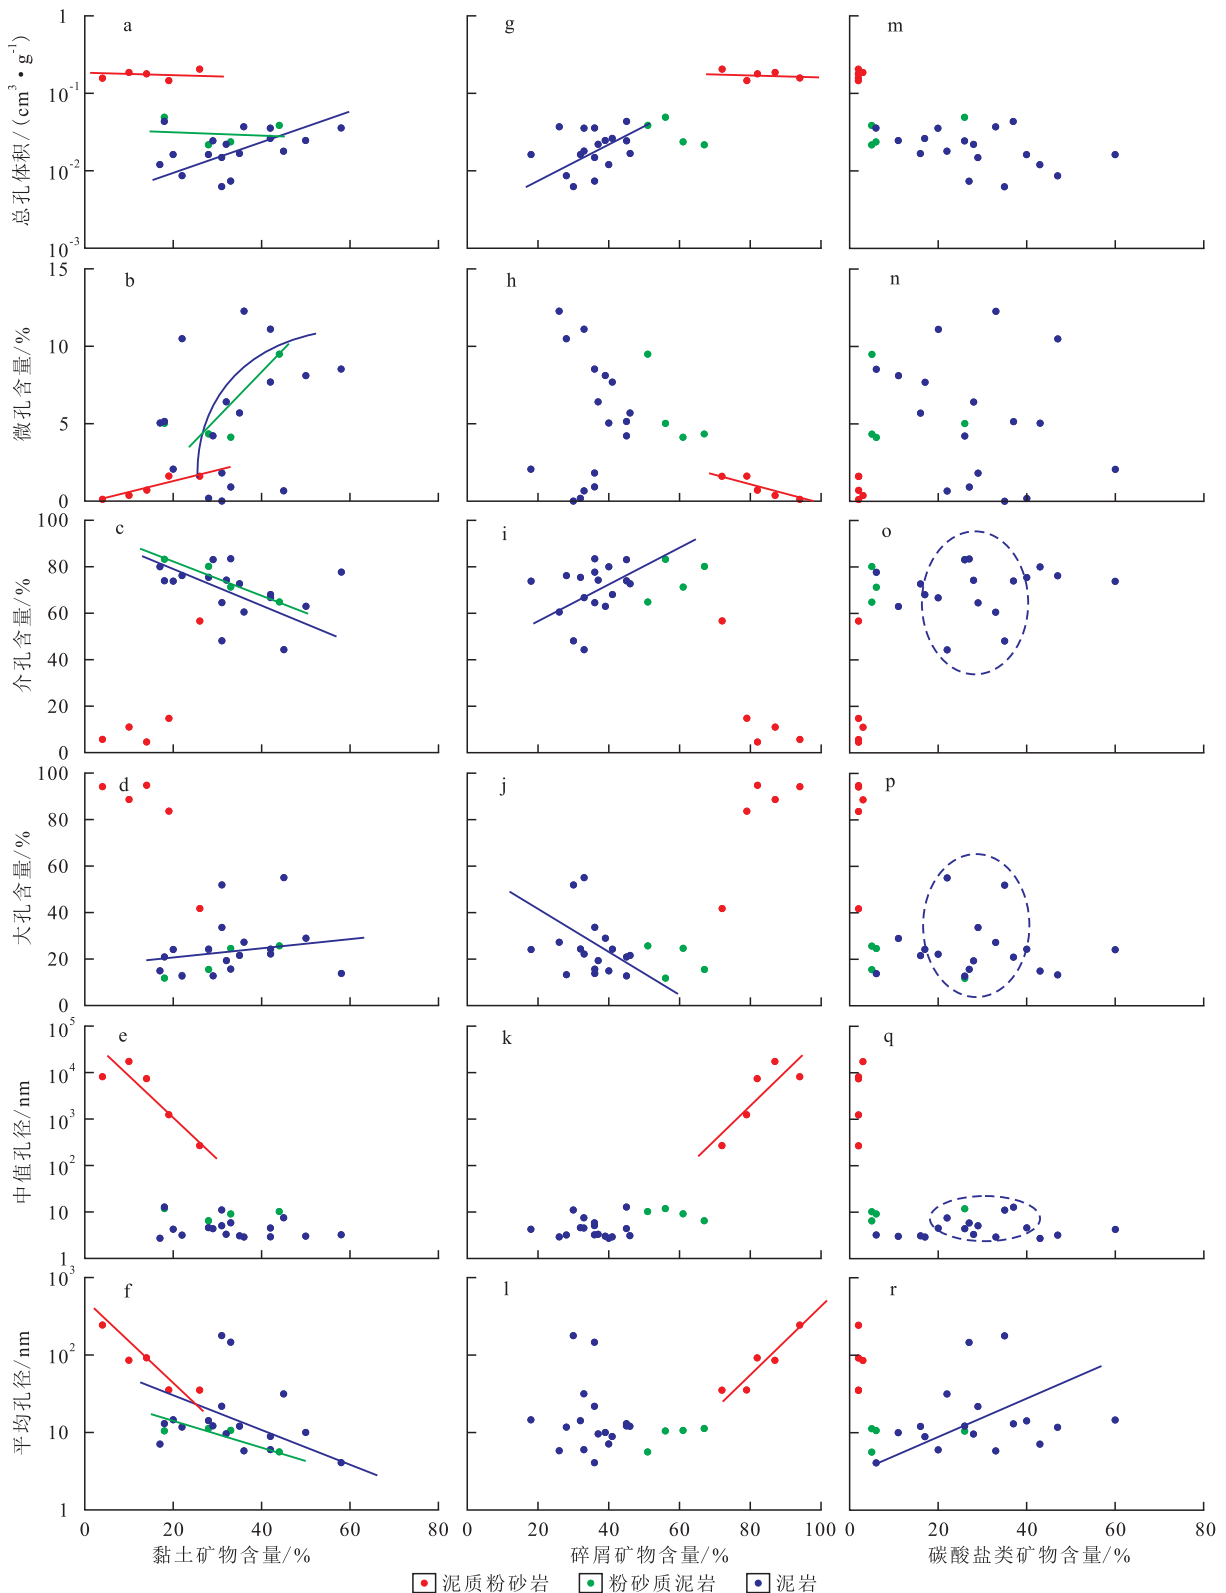 a g m
1
10⁻¹
10⁻²
10⁻³
总孔体积/(cm³·g⁻¹)
b h n
15
10
5
0
微孔含量/%
c i o
100
80
60
40
20
0
介孔含量/%
d j p
100
80
60
40
20
0
大孔含量/%
e k q
10⁵
10⁴
10³
10²
10
1
中值孔径/nm
f l r
10³
10²
10
1
平均孔径/nm
0 20 40 60 80 0 20 40 60 80 100 0 20 40 60 80
黏土矿物含量/% 碎屑矿物含量/% 碳酸盐类矿物含量/%
泥质粉砂岩 粉砂质泥岩 泥岩